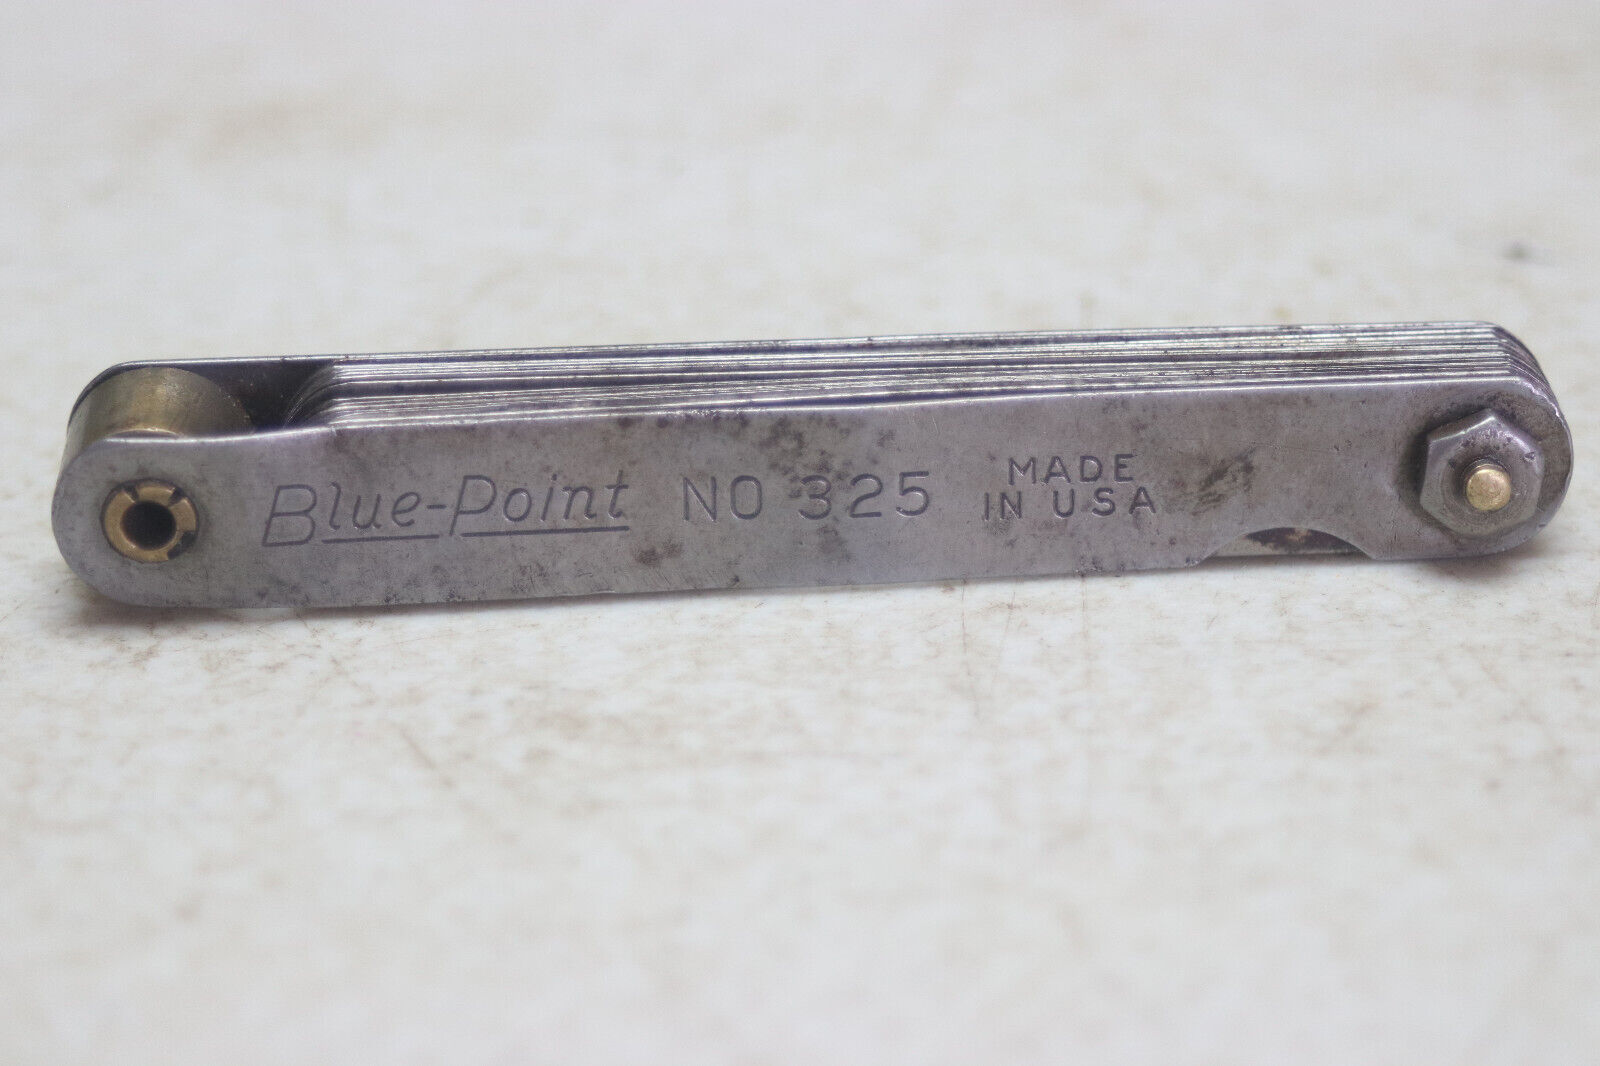 Blue-Point NO 325 MADE
IN USA